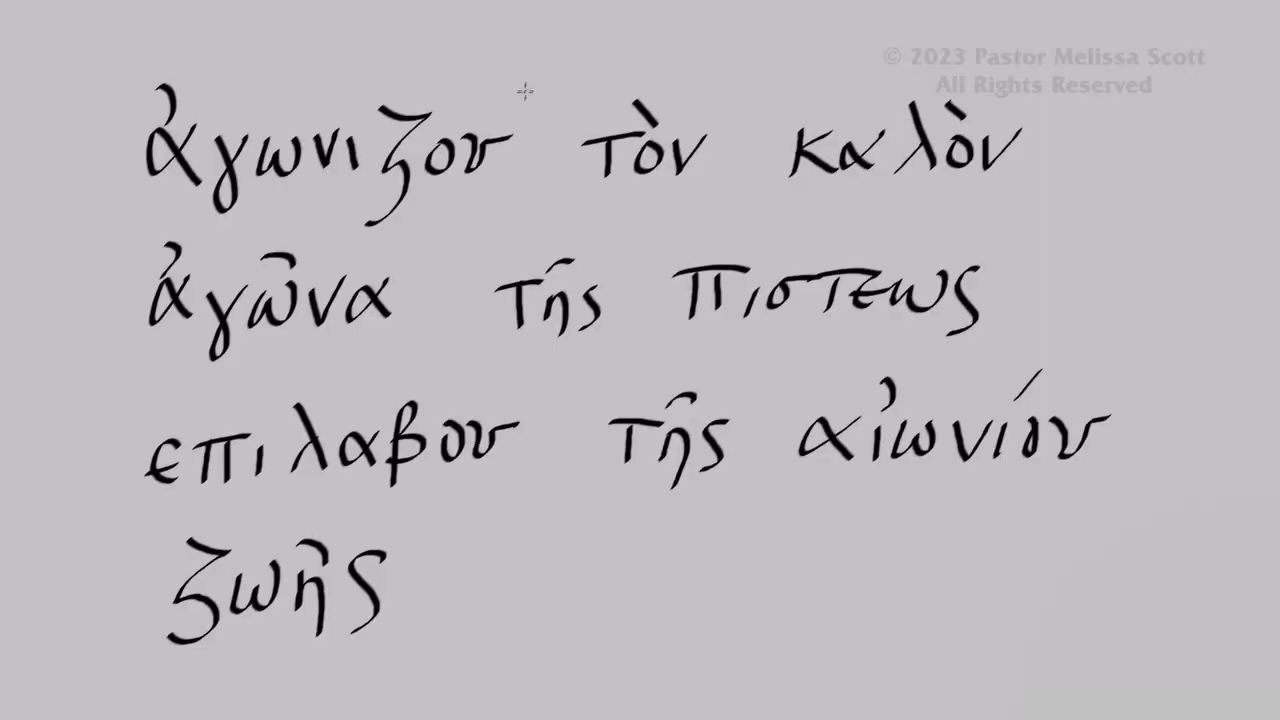 © 2023 Pastor Melissa Scott
All Rights Reserved
ἀγωνιζου τὸν καλὸν
ἀγῶνα τῆς πιστεως
επιλαβου τῆς αἰωνίου
ζωῆς